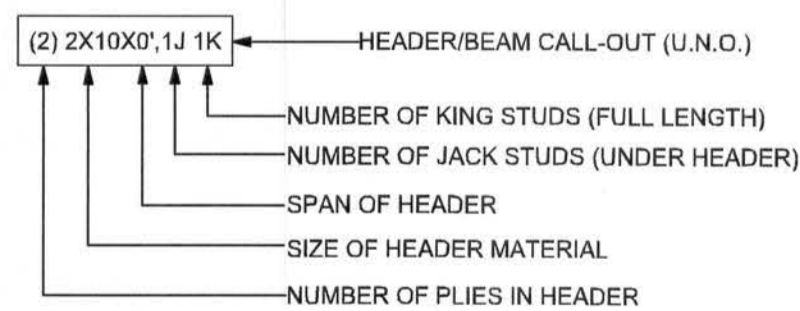 (2) 2X10X0',1J 1K
HEADER/BEAM CALL-OUT (U.N.O.)
NUMBER OF KING STUDS (FULL LENGTH)
NUMBER OF JACK STUDS (UNDER HEADER)
SPAN OF HEADER
SIZE OF HEADER MATERIAL
NUMBER OF PLIES IN HEADER